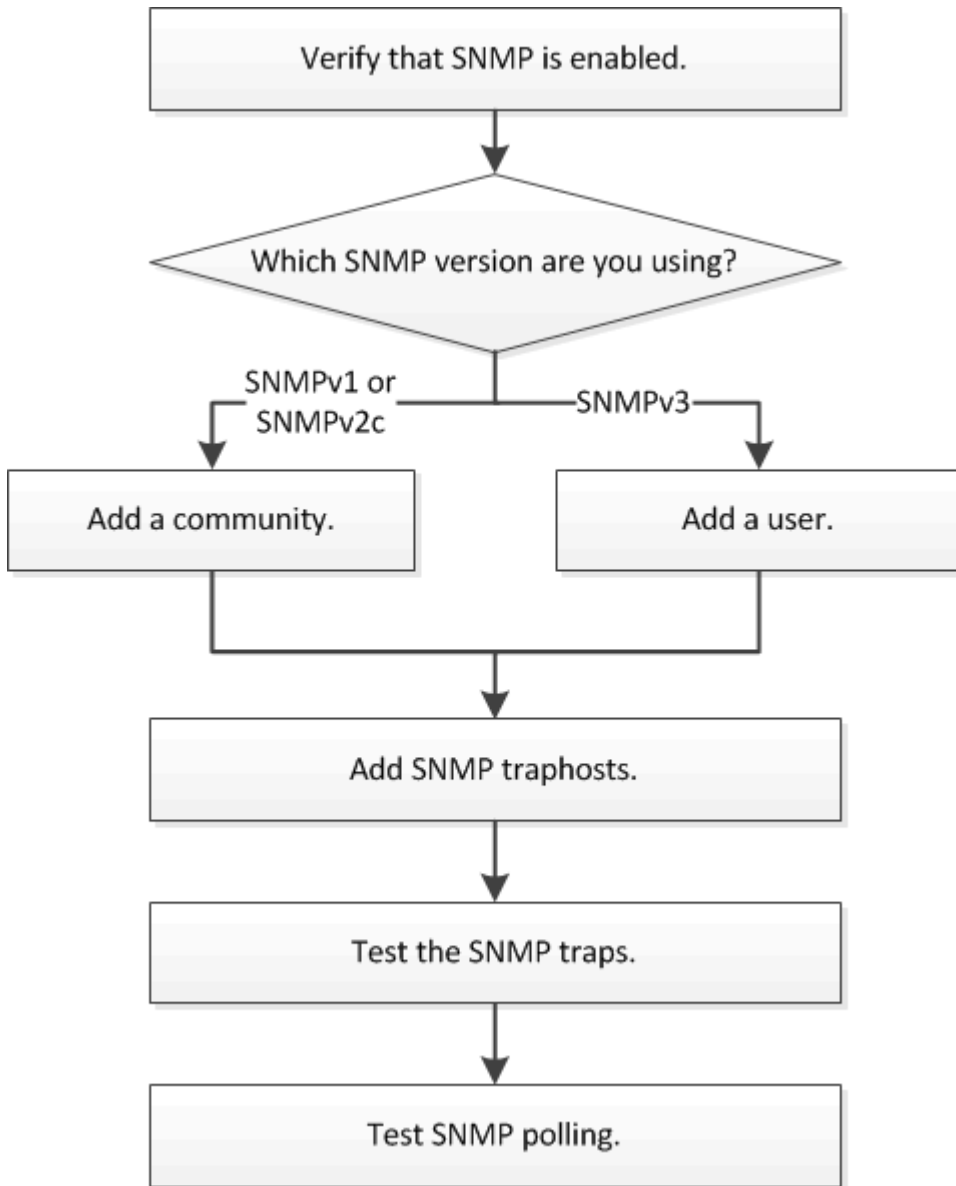 Verify that SNMP is enabled.
Which SNMP version are you using?
SNMPv1 or
SNMPv2c
SNMPv3
Add a community.
Add a user.
Add SNMP traphosts.
Test the SNMP traps.
Test SNMP polling.